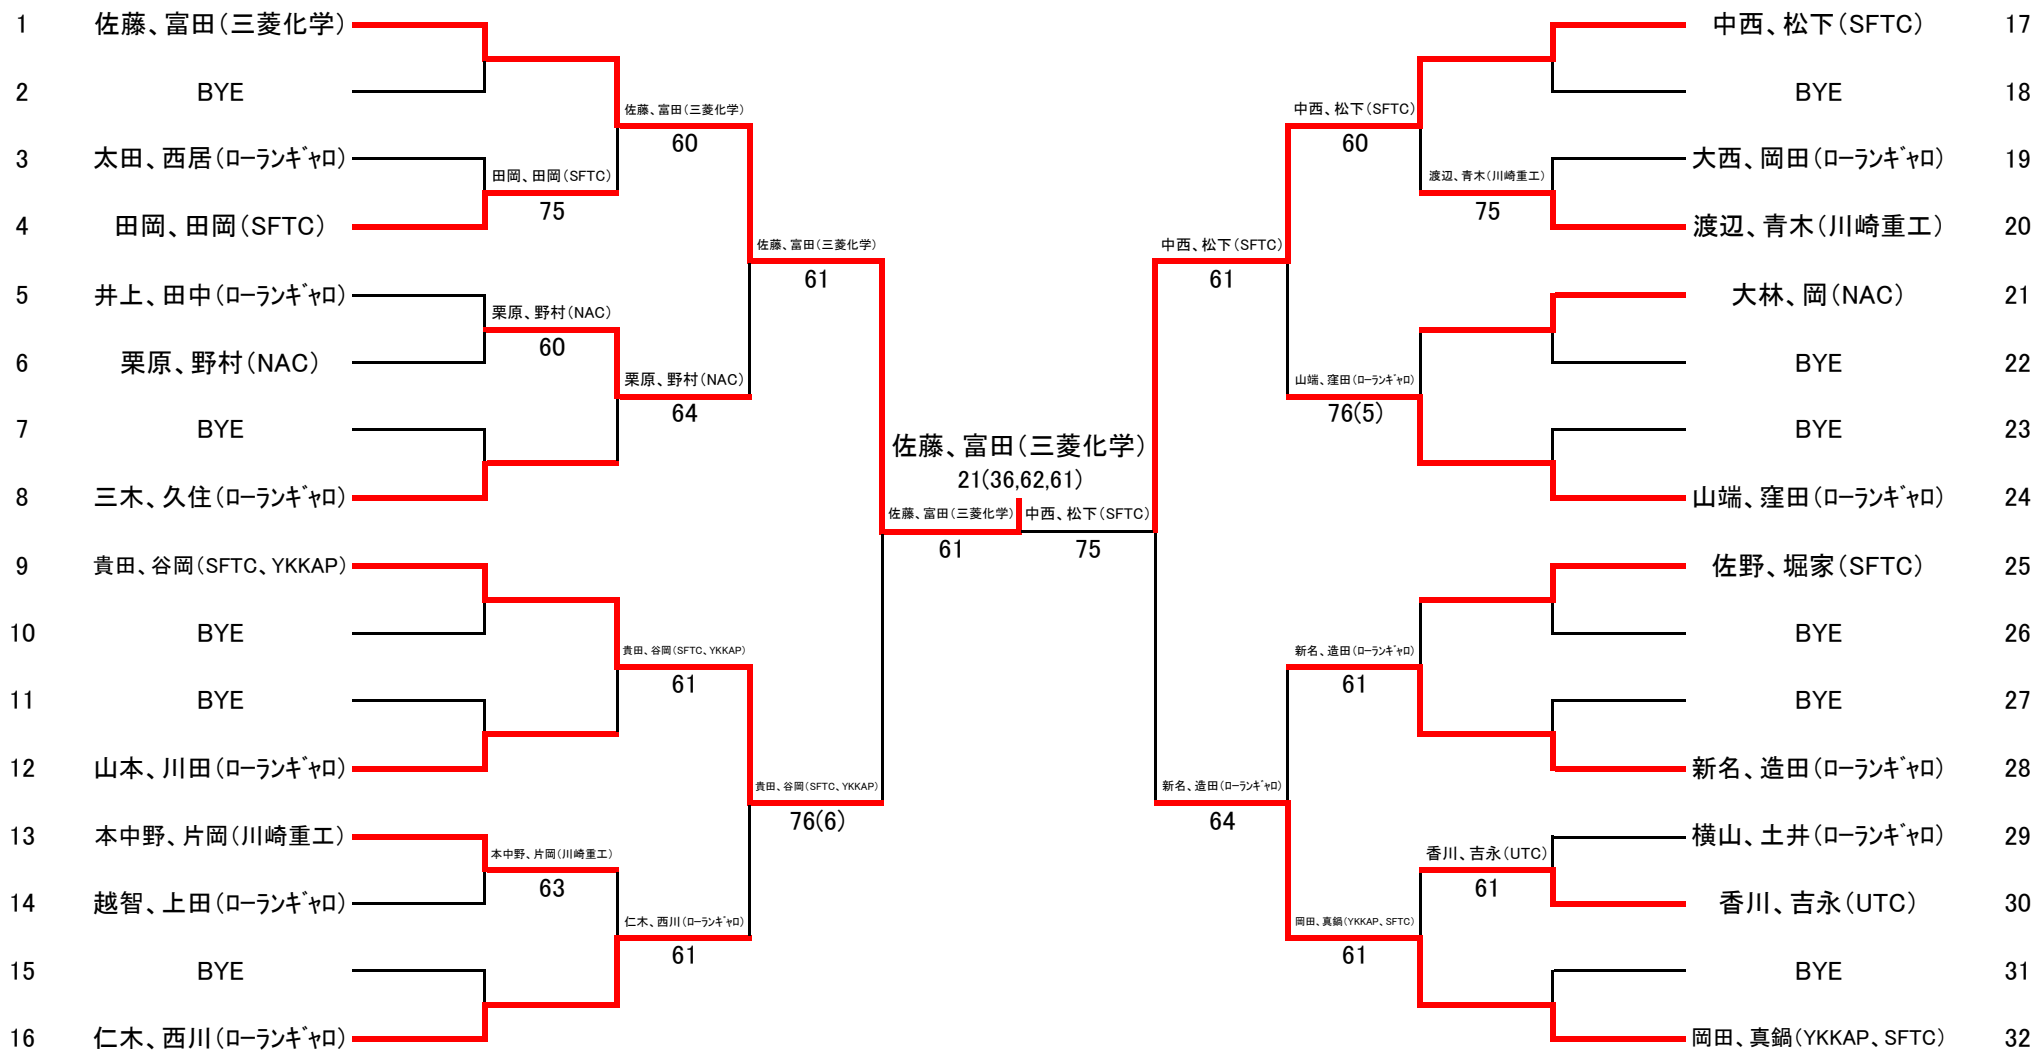 1 佐藤、富田(三菱化学)
2 BYE
3 太田、西居(ローランギャロ)
4 田岡、田岡(SFTC)
5 井上、田中(ローランギャロ)
6 栗原、野村(NAC)
7 BYE
8 三木、久住(ローランギャロ)
9 貴田、谷岡(SFTC、YKKAP)
10 BYE
11 BYE
12 山本、川田(ローランギャロ)
13 本中野、片岡(川崎重工)
14 越智、上田(ローランギャロ)
15 BYE
16 仁木、西川(ローランギャロ)
田岡、田岡(SFTC)
75
栗原、野村(NAC)
60
本中野、片岡(川崎重工)
63
佐藤、富田(三菱化学)
60
栗原、野村(NAC)
64
貴田、谷岡(SFTC、YKKAP)
61
仁木、西川(ローランギャロ)
61
佐藤、富田(三菱化学)
61
貴田、谷岡(SFTC、YKKAP)
76(6)
佐藤、富田(三菱化学)
21(36,62,61)
佐藤、富田(三菱化学)
61
中西、松下(SFTC)
75
中西、松下(SFTC)
61
新名、造田(ローランギャロ)
64
中西、松下(SFTC)
60
山端、窪田(ローランギャロ)
76(5)
新名、造田(ローランギャロ)
61
岡田、真鍋(YKKAP、SFTC)
61
渡辺、青木(川崎重工)
75
香川、吉永(UTC)
61
中西、松下(SFTC) 17
BYE 18
大西、岡田(ローランギャロ) 19
渡辺、青木(川崎重工) 20
大林、岡(NAC) 21
BYE 22
BYE 23
山端、窪田(ローランギャロ) 24
佐野、堀家(SFTC) 25
BYE 26
BYE 27
新名、造田(ローランギャロ) 28
横山、土井(ローランギャロ) 29
香川、吉永(UTC) 30
BYE 31
岡田、真鍋(YKKAP、SFTC) 32